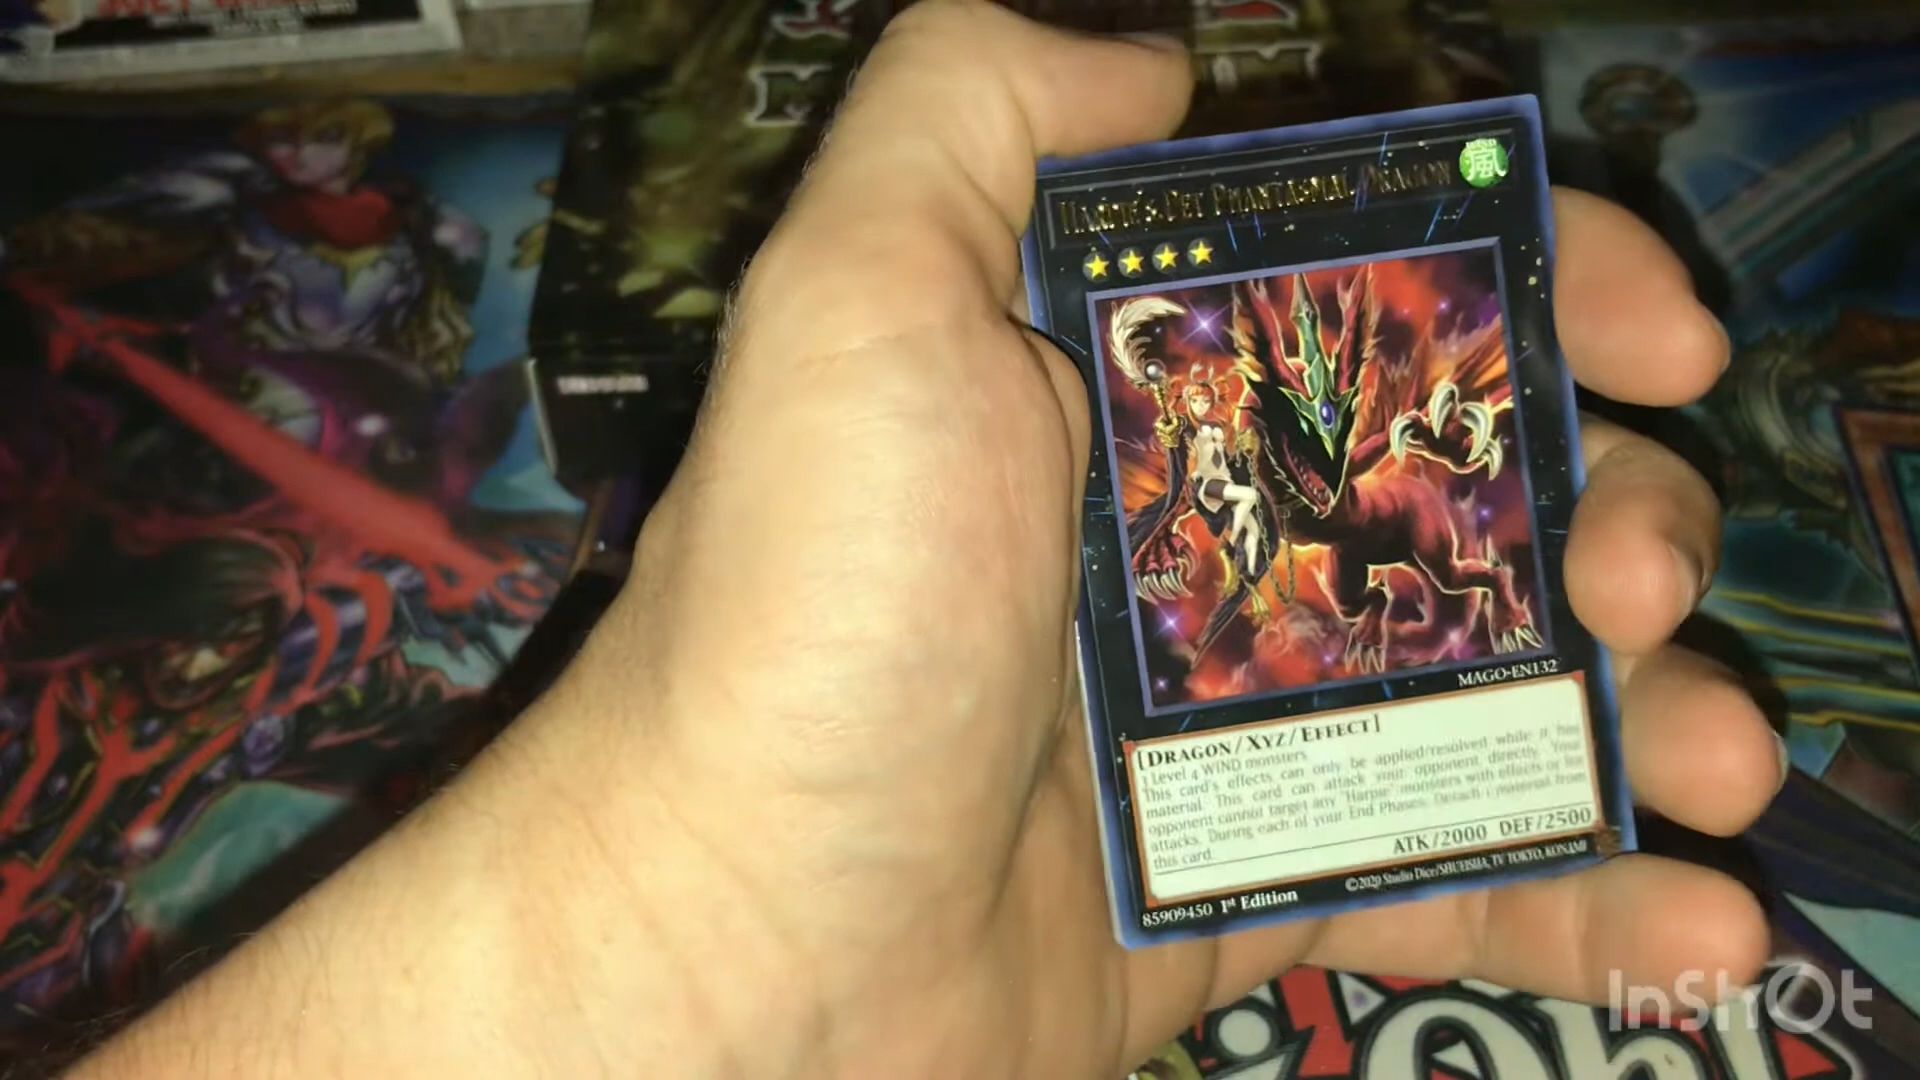 Harpie's Pet Phantasmal Dragon
WIND
風
MAGO-EN132
[Dragon/Xyz/Effect]
3 Level 4 WIND monsters
This card's effects can only be applied/resolved while it has
material. This card can attack your opponent directly. Your
opponent cannot target any "Harpie" monsters with effects or for
attacks. During each of your End Phases: Detach 1 material from
this card.
ATK/2000 DEF/2500
85909450 1st Edition
©2020 Studio Dice/SHUEISHA, TV TOKYO, KONAMI
InShOt